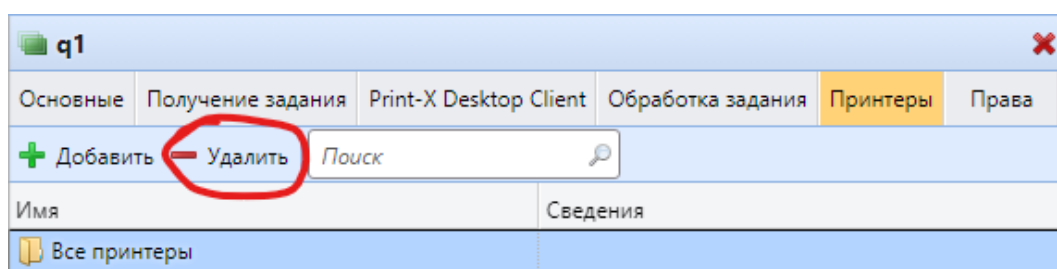 q1
Основные Получение задания Print-X Desktop Client Обработка задания Принтеры Права
Добавить Удалить Поиск
Имя Сведения
Все принтеры